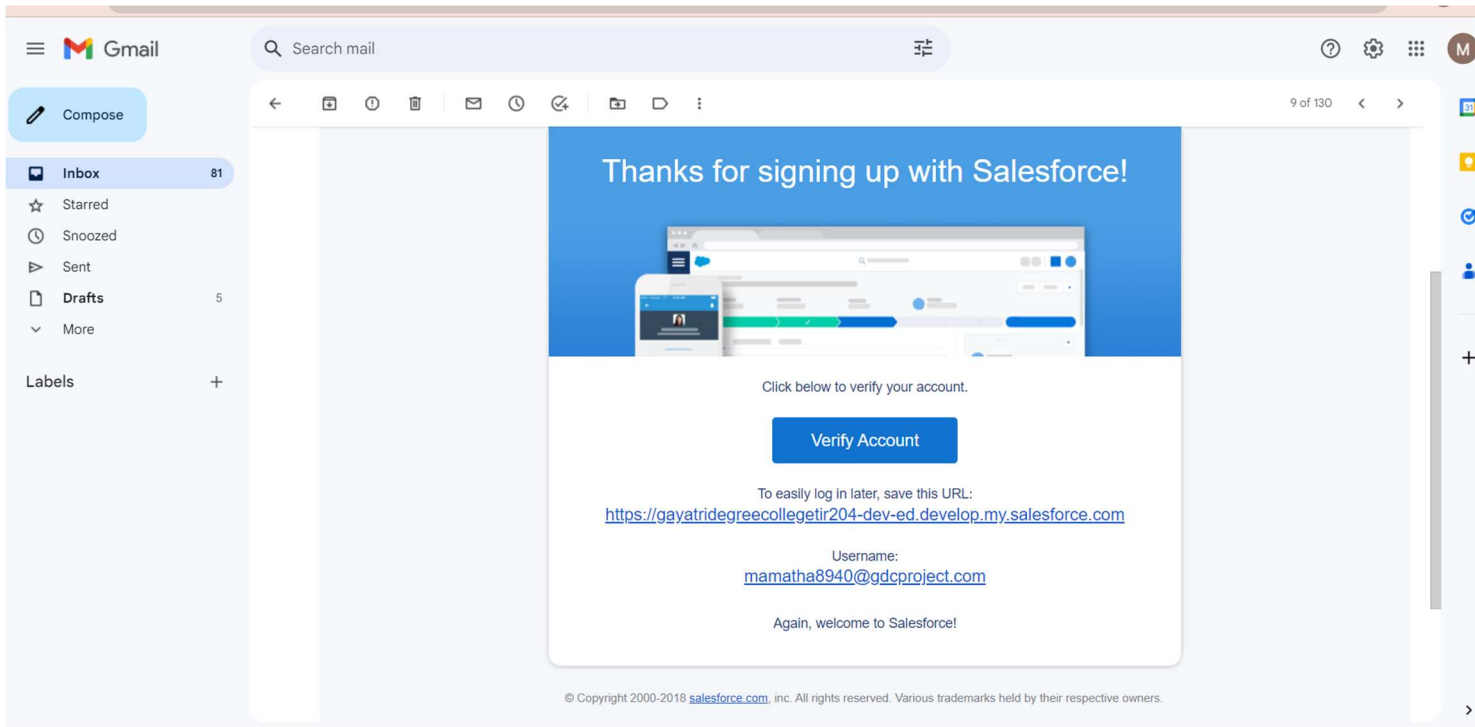 Gmail
Search mail
M
Compose
9 of 130
31
Inbox 81
Starred
Snoozed
Sent
Drafts 5
More
Labels
Thanks for signing up with Salesforce!
Click below to verify your account.
Verify Account
To easily log in later, save this URL:
https://gayatridegreecollegetir204-dev-ed.develop.my.salesforce.com
Username:
mamatha8940@gdcproject.com
Again, welcome to Salesforce!
© Copyright 2000-2018 salesforce.com, inc. All rights reserved. Various trademarks held by their respective owners.